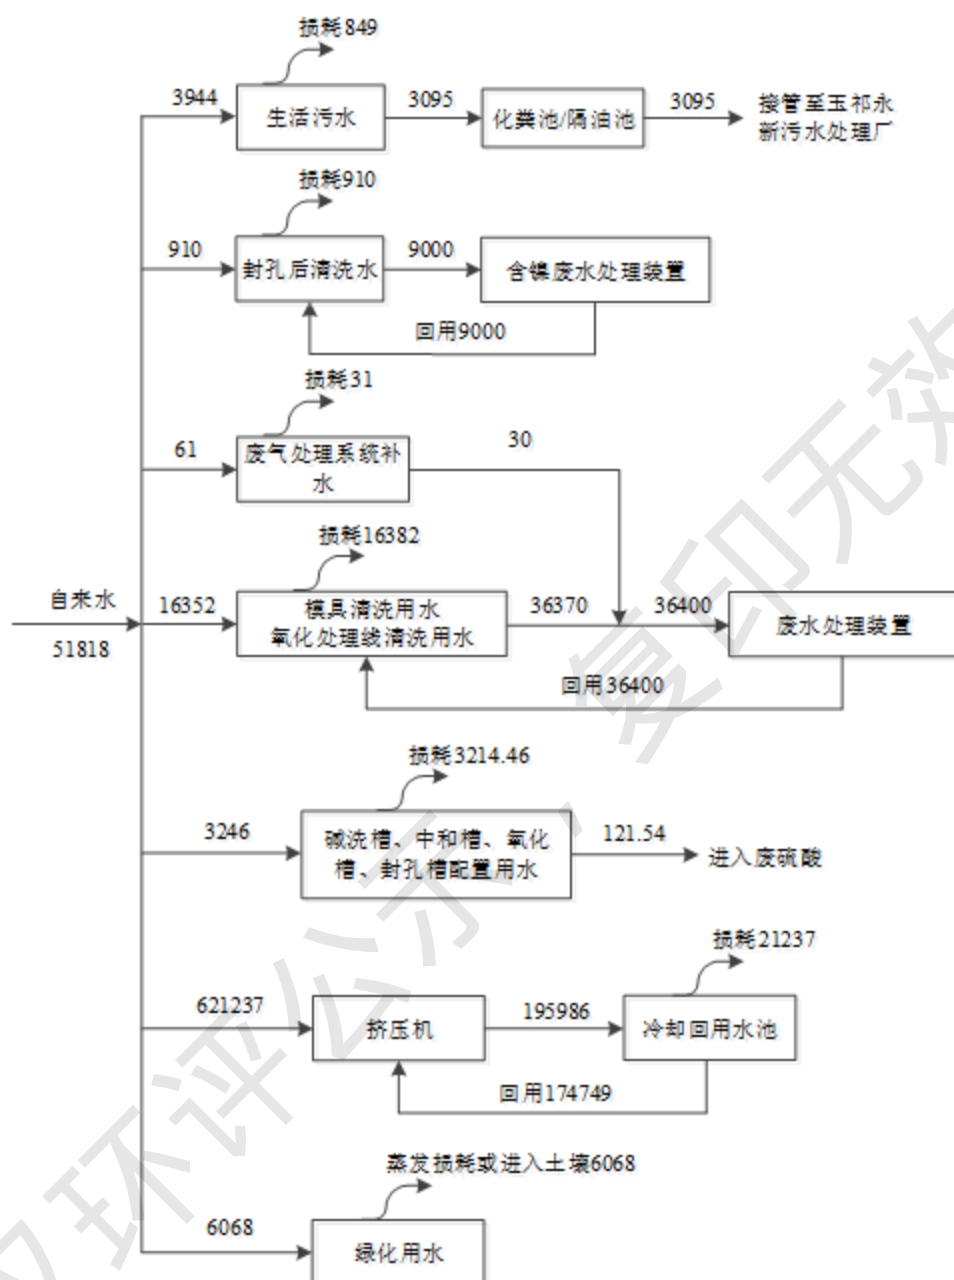 损耗849
3944
生活污水
3095
化粪池/隔油池
3095
接管至玉祁永
新污水处理厂
损耗910
910
封孔后清洗水
9000
含镍废水处理装置
回用9000
损耗31
61
废气处理系统补
水
30
损耗16382
自来水
51818
16352
模具清洗用水
氧化处理线清洗用水
36370
36400
废水处理装置
回用36400
损耗3214.46
3246
碱洗槽、中和槽、氧化
槽、封孔槽配置用水
121.54
进入废硫酸
损耗21237
621237
挤压机
195986
冷却回用水池
回用174749
蒸发损耗或进入土壤6068
6068
绿化用水
环评公示,复印无效